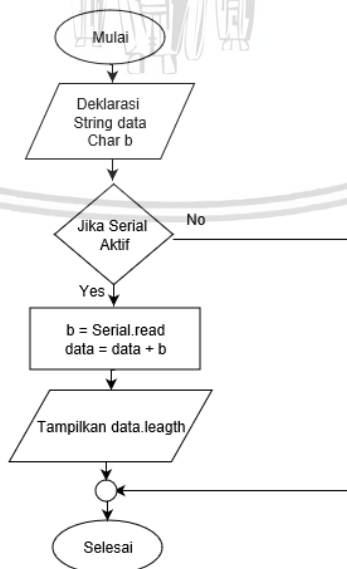 Mulai
Deklarasi
String data
Char b
Jika Serial
Aktif
No
Yes
b = Serial.read
data = data + b
Tampilkan data.leagth
Selesai